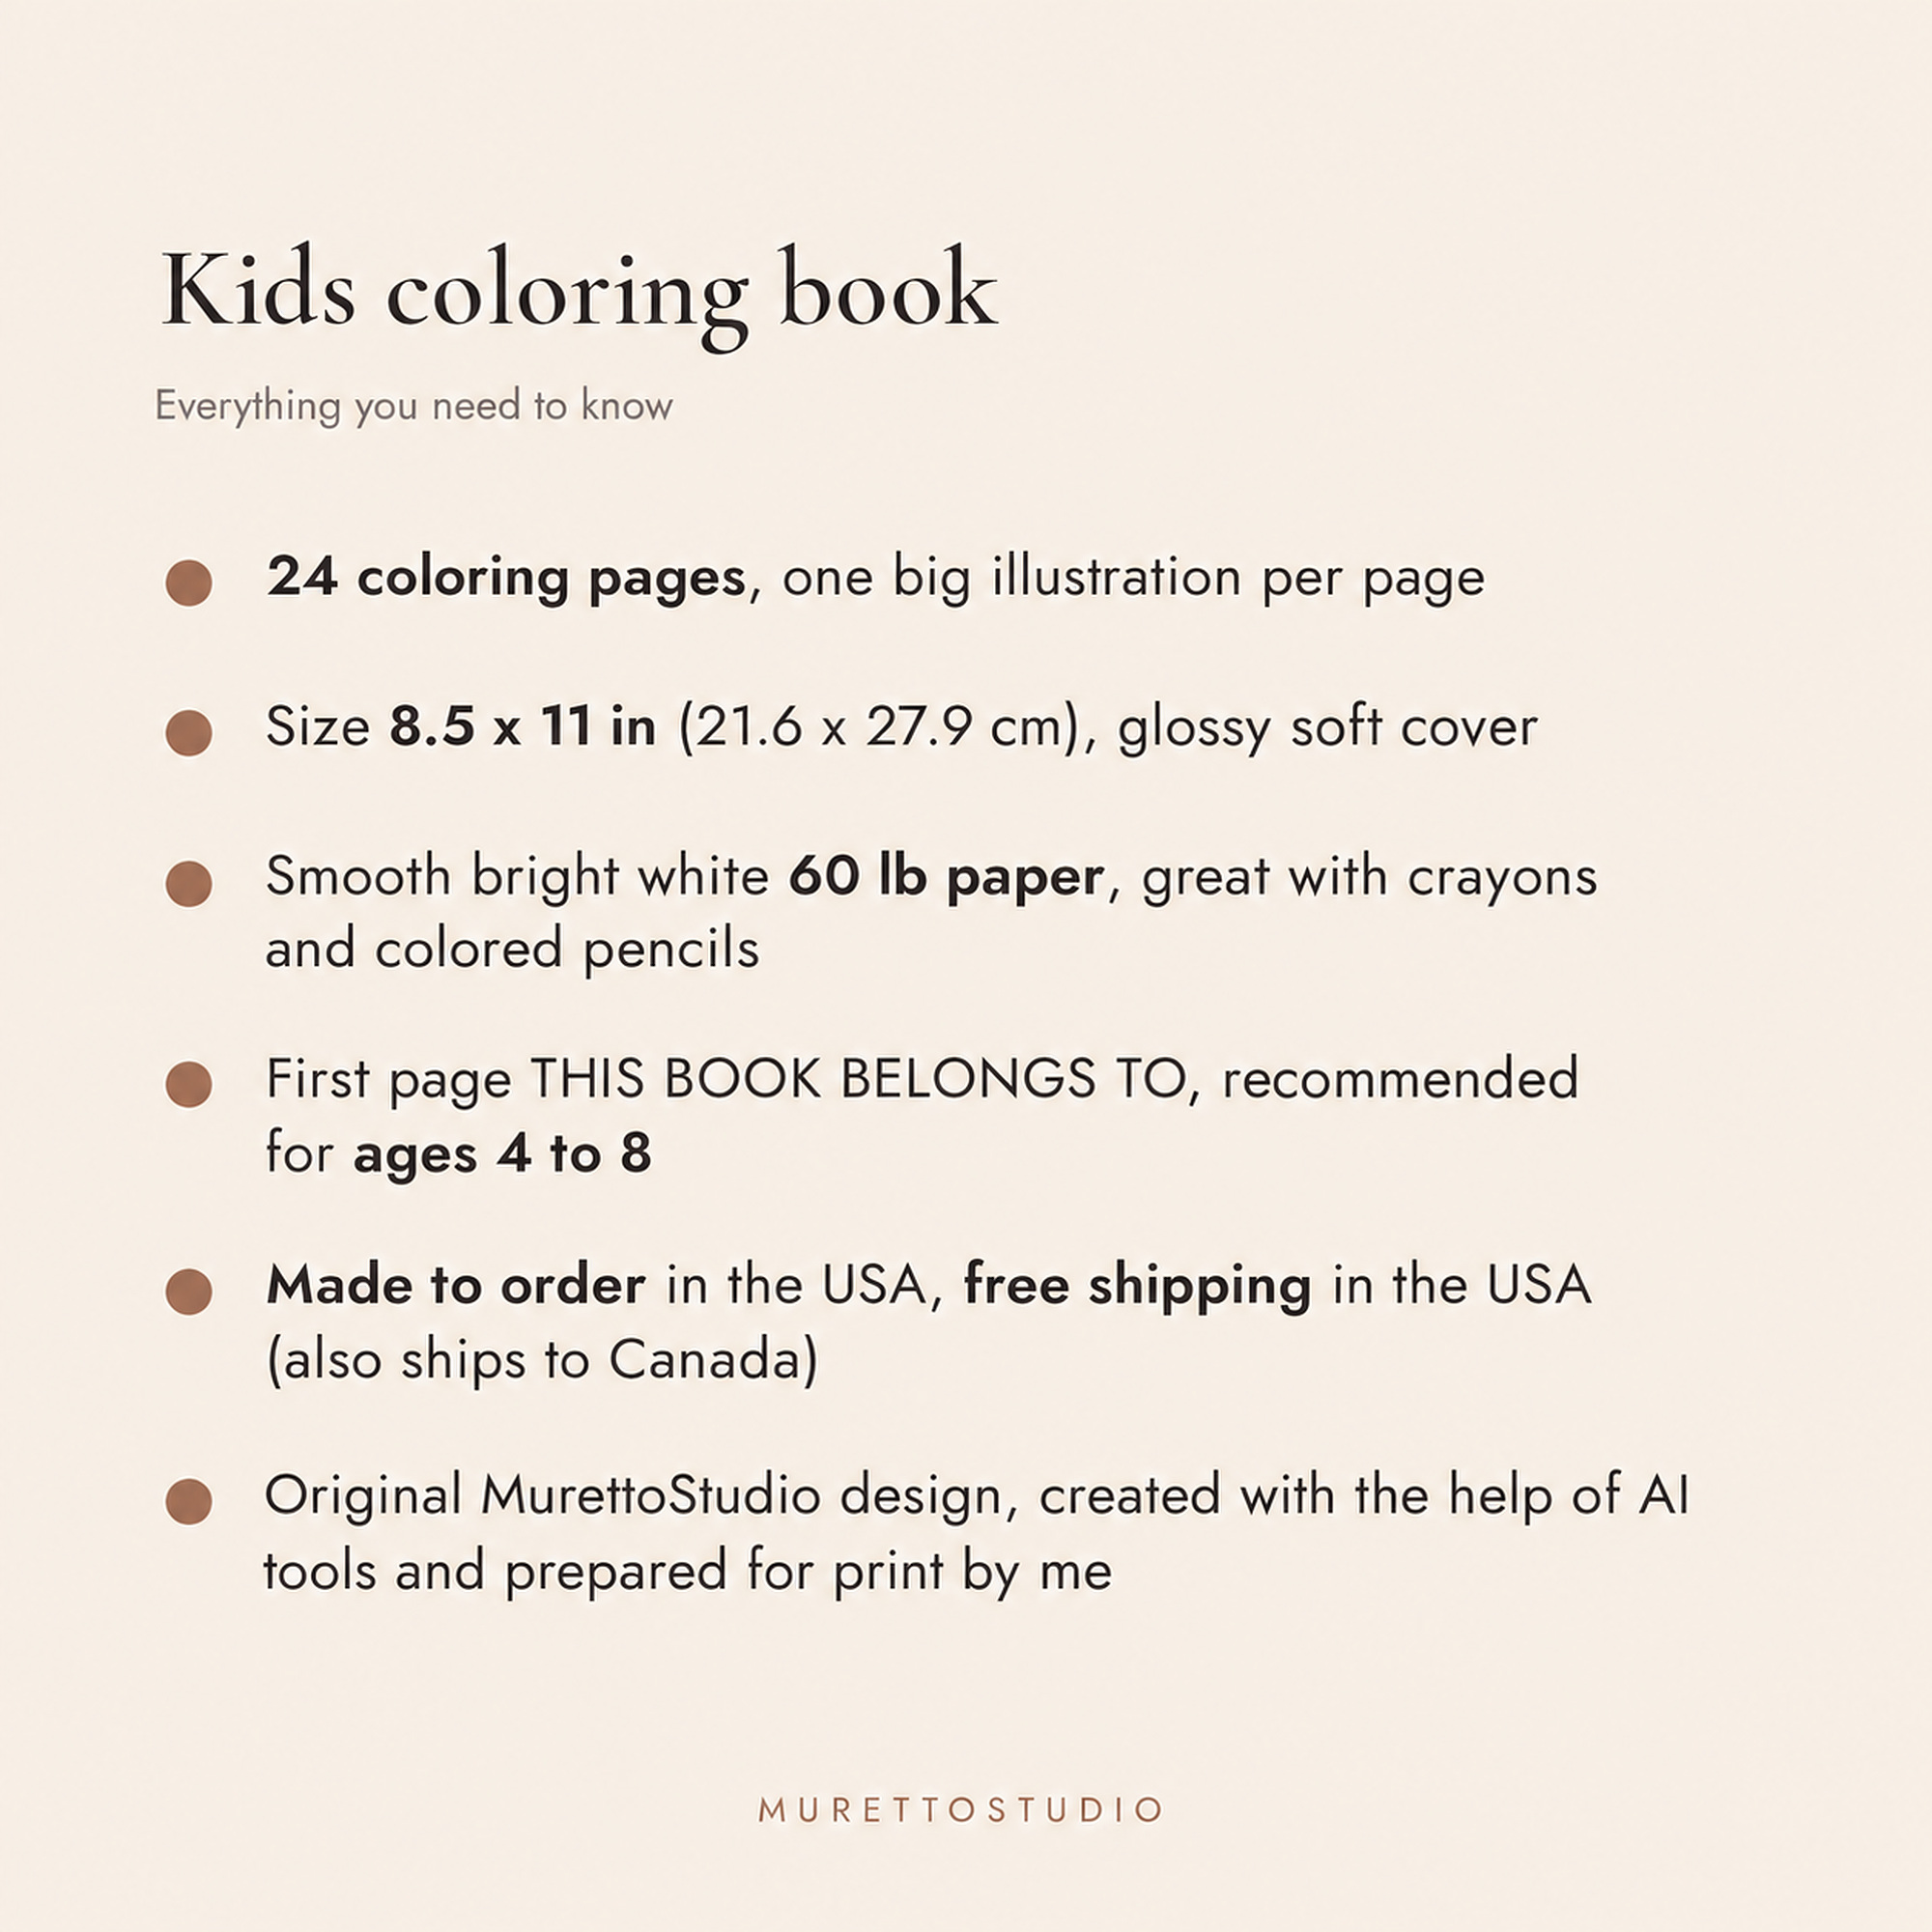 Kids coloring book
Everything you need to know
24 coloring pages, one big illustration per page
Size 8.5 x 11 in (21.6 x 27.9 cm), glossy soft cover
Smooth bright white 60 lb paper, great with crayons
and colored pencils
First page THIS BOOK BELONGS TO, recommended
for ages 4 to 8
Made to order in the USA, free shipping in the USA
(also ships to Canada)
Original MurettoStudio design, created with the help of AI
tools and prepared for print by me
MURETTOSTUDIO